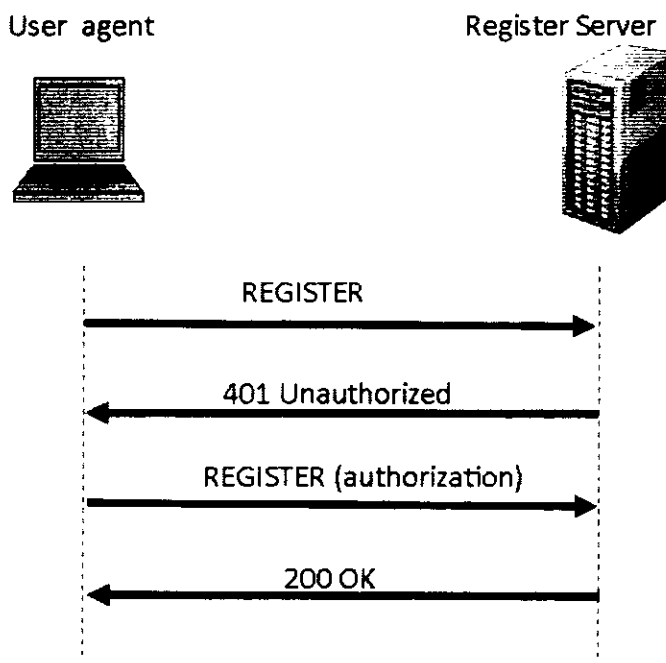 User agent
Register Server
REGISTER
401 Unauthorized
REGISTER (authorization)
200 OK